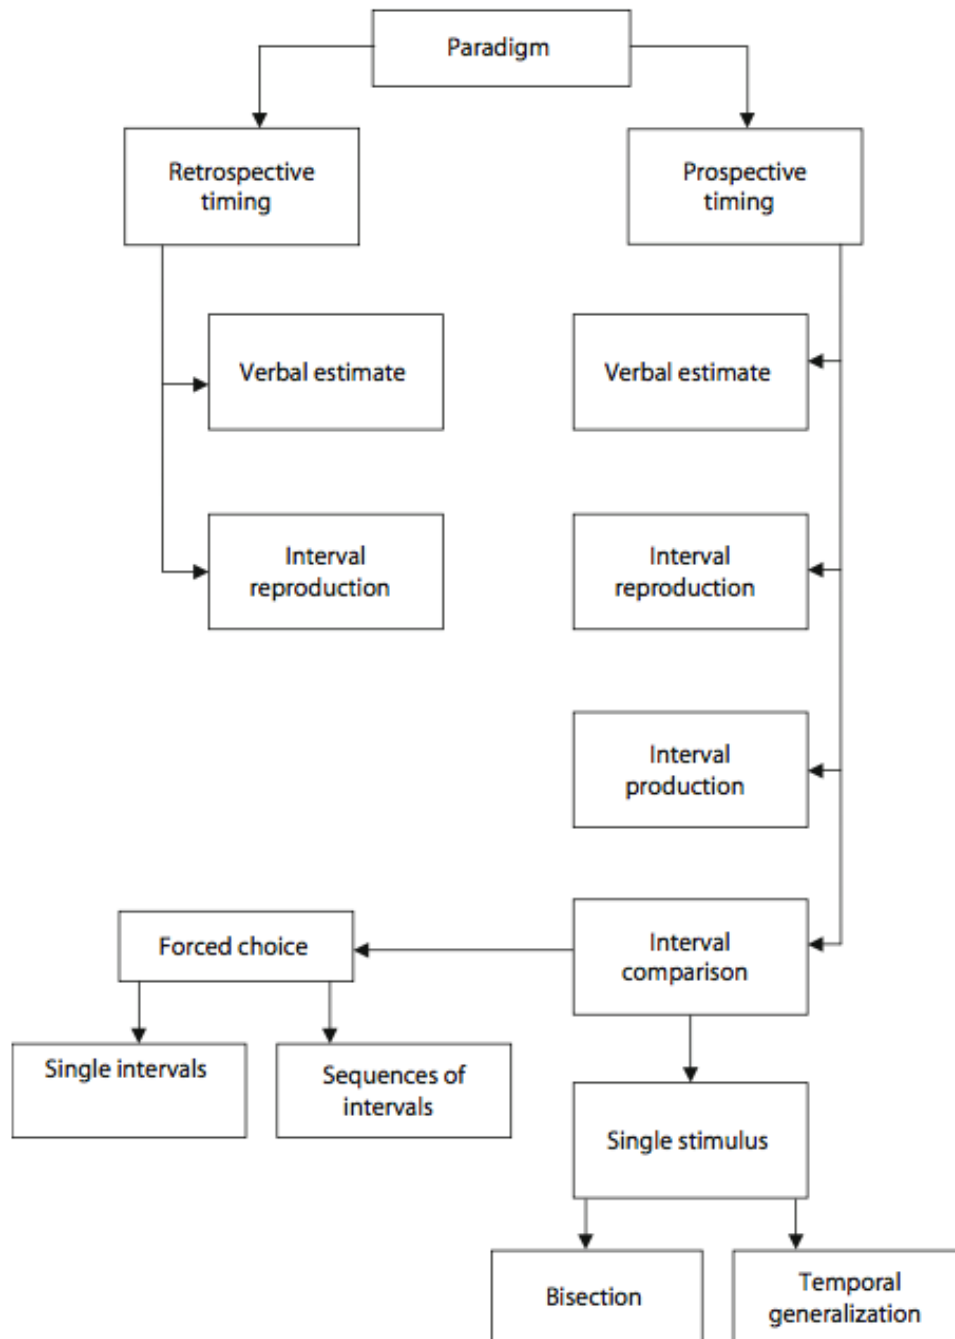 Paradigm
Retrospective
timing
Prospective
timing
Verbal estimate
Verbal estimate
Interval
reproduction
Interval
reproduction
Interval
production
Forced choice
Interval
comparison
Single intervals
Sequences of
intervals
Single stimulus
Bisection
Temporal
generalization